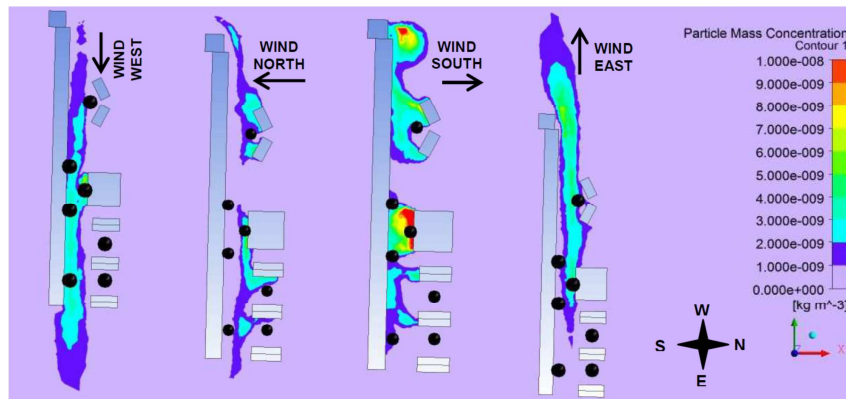 WIND
WEST
WIND
NORTH
WIND
SOUTH
WIND
EAST
Particle Mass Concentration
Contour 1
1.000e-008
9.000e-009
8.000e-009
7.000e-009
6.000e-009
5.000e-009
4.000e-009
3.000e-009
2.000e-009
1.000e-009
0.000e+000
[kg m^-3]
W
S
N
E
X